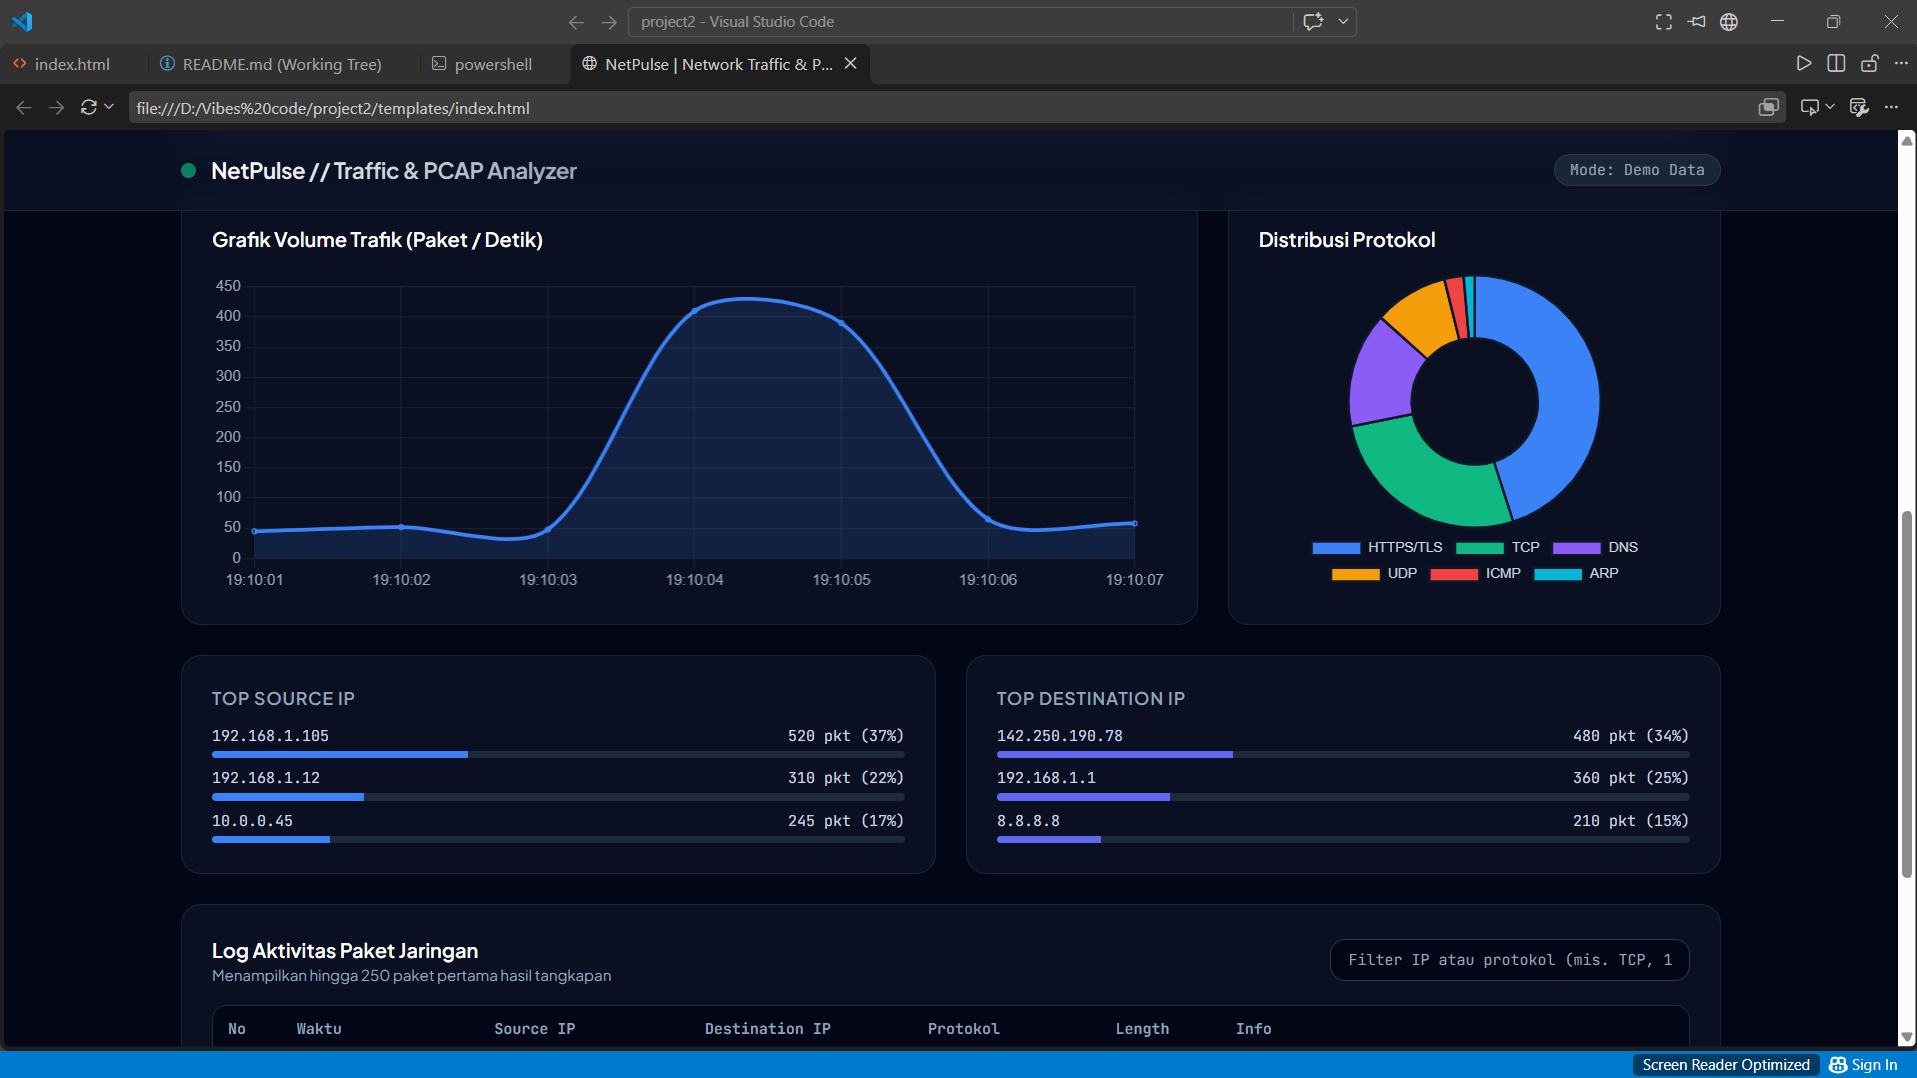 project2 - Visual Studio Code
index.html
README.md (Working Tree)
powershell
NetPulse | Network Traffic & P...
file:///D:/Vibes%20code/project2/templates/index.html
NetPulse // Traffic & PCAP Analyzer
Mode: Demo Data
Grafik Volume Trafik (Paket / Detik)
450
400
350
300
250
200
150
100
50
0
19:10:01 19:10:02 19:10:03 19:10:04 19:10:05 19:10:06 19:10:07
Distribusi Protokol
HTTPS/TLS TCP DNS
UDP ICMP ARP
TOP SOURCE IP
192.168.1.105 520 pkt (37%)
192.168.1.12 310 pkt (22%)
10.0.0.45 245 pkt (17%)
TOP DESTINATION IP
142.250.190.78 480 pkt (34%)
192.168.1.1 360 pkt (25%)
8.8.8.8 210 pkt (15%)
Log Aktivitas Paket Jaringan
Menampilkan hingga 250 paket pertama hasil tangkapan
Filter IP atau protokol (mis. TCP, 1
No Waktu Source IP Destination IP Protokol Length Info
Screen Reader Optimized
Sign In